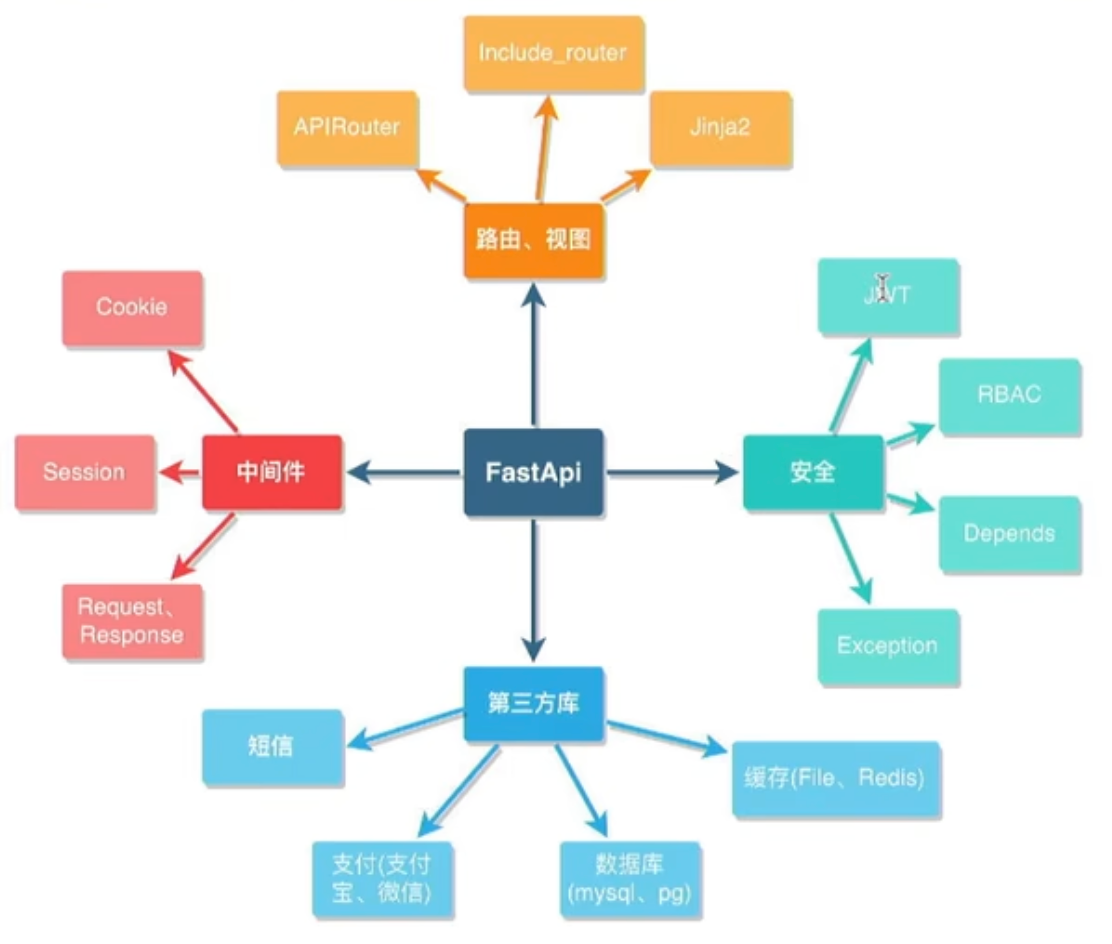 Include_router
APIRouter
Jinja2
路由、视图
Cookie
JWT
RBAC
Session
中间件
FastApi
安全
Depends
Request、
Response
Exception
第三方库
短信
缓存(File、Redis)
支付(支付
宝、微信)
数据库
(mysql、pg)